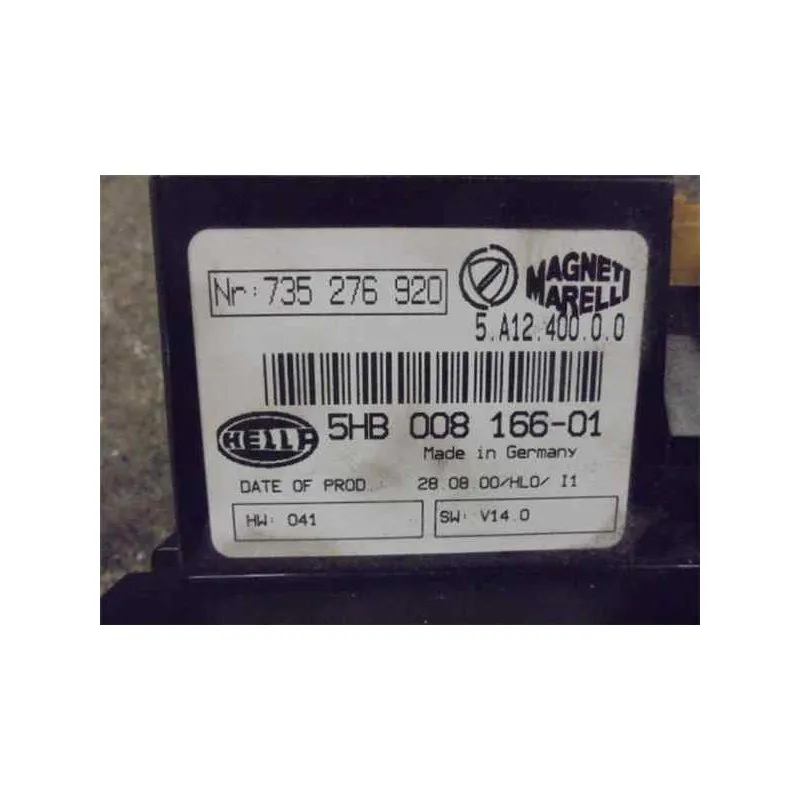 Nr: 735 276 920
MAGNETI
MARELLI
5.A12.400.0.0
HELLA
5HB 008 166-01
Made in Germany
DATE OF PROD.: 28.08.00/HLO/ I1
HW: 041
SW: V14.0